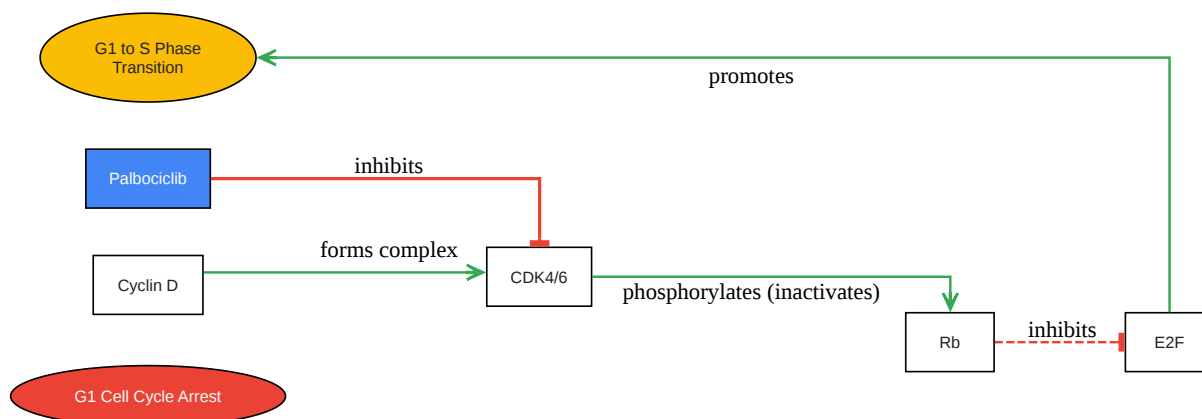 G1 to S Phase
Transition
promotes
Palbociclib
inhibits
forms complex
Cyclin D
CDK4/6
phosphorylates (inactivates)
Rb
inhibits
E2F
G1 Cell Cycle Arrest